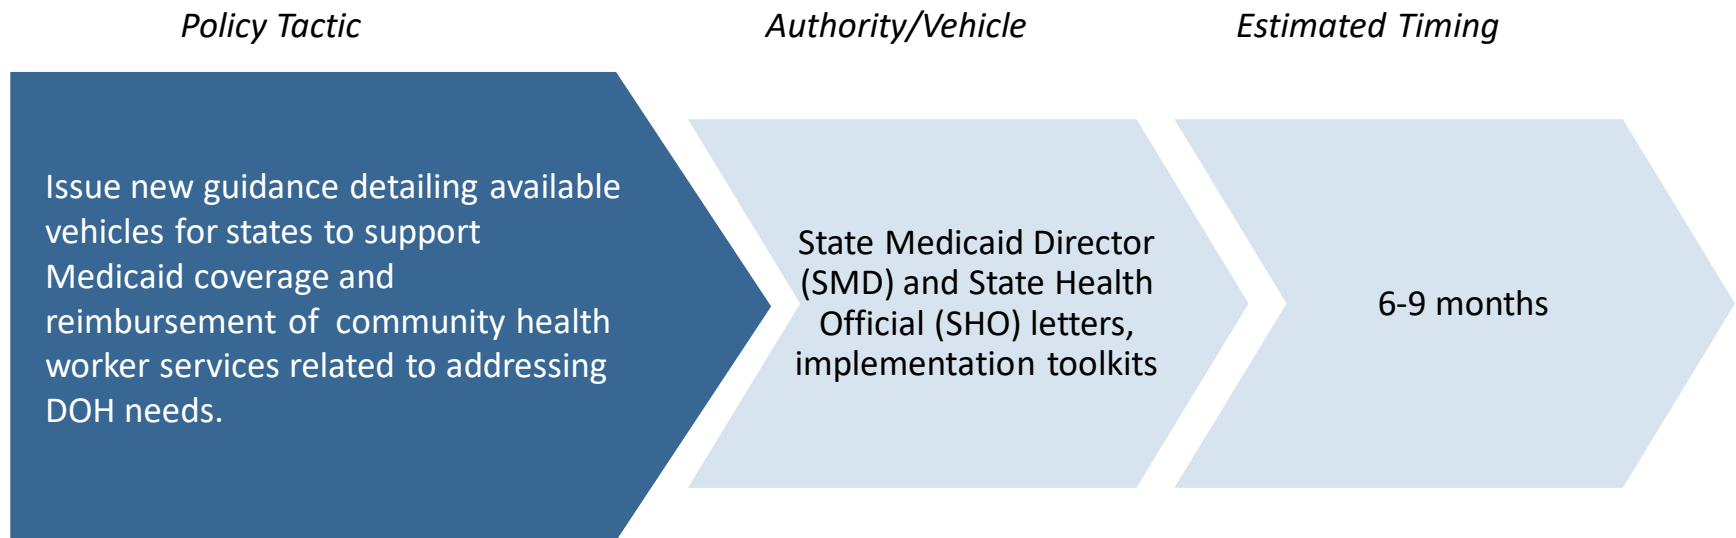 Policy Tactic
Authority/Vehicle
Estimated Timing
Issue new guidance detailing available
vehicles for states to support
Medicaid coverage and
reimbursement of community health
worker services related to addressing
DOH needs.
State Medicaid Director
(SMD) and State Health
Official (SHO) letters,
implementation toolkits
6-9 months